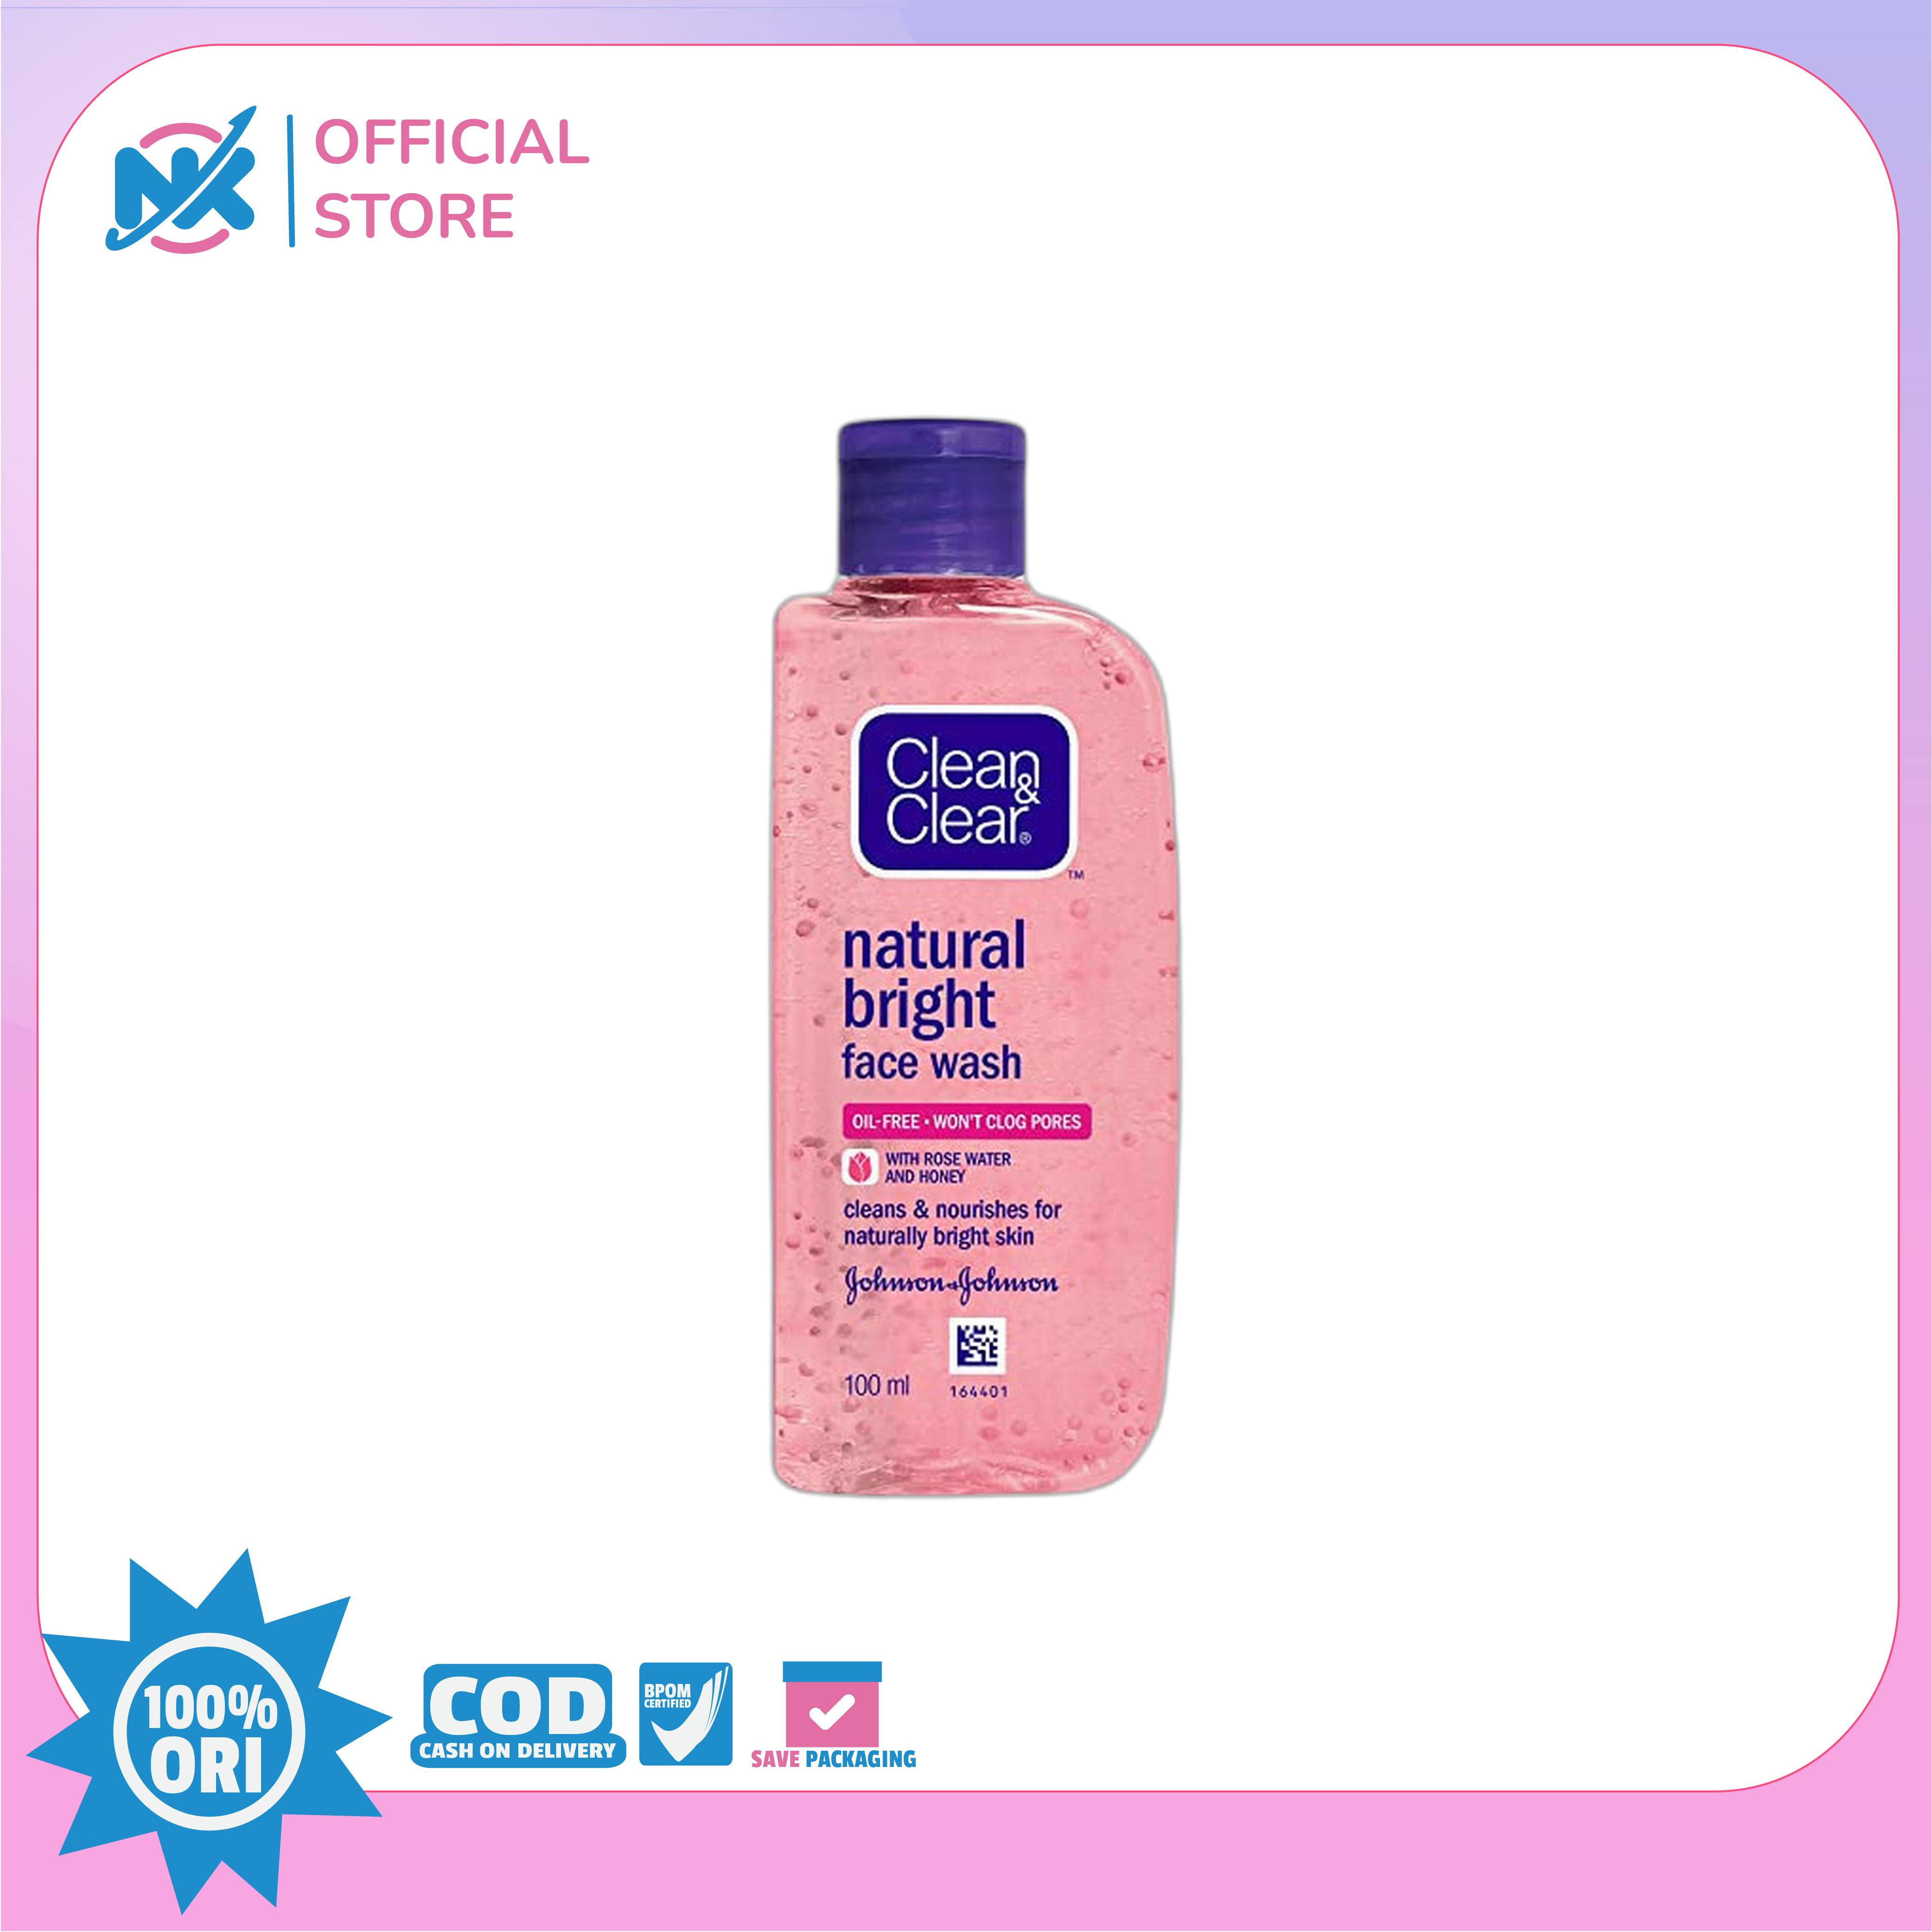 NK
OFFICIAL
STORE
Clean
&
Clear®
™
natural
bright
face wash
OIL-FREE • WON'T CLOG PORES
WITH ROSE WATER
AND HONEY
cleans & nourishes for
naturally bright skin
Johnson & Johnson
100 ml
164401
100%
ORI
COD
CASH ON DELIVERY
BPOM
CERTIFIED
SAVE PACKAGING